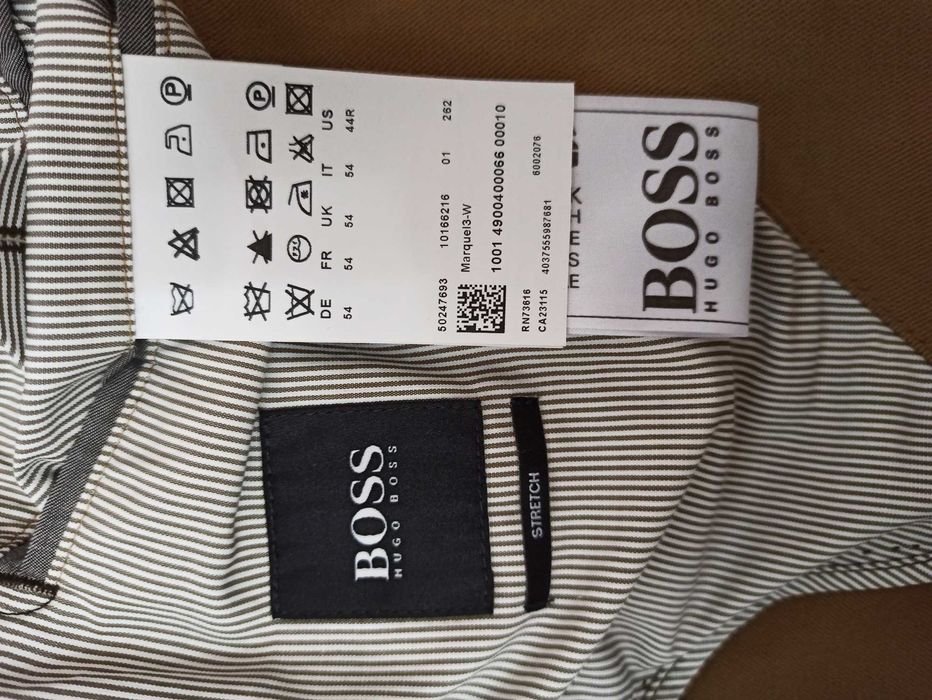 DE FR UK IT US
54 54 54 54 44R
50247693 10166216 01 262
Marquel3-W
1001 4900400066 00010
RN73616
CA23115 4037555987681 6002076
BOSS
HUGO BOSS
BOSS
HUGO BOSS
STRETCH